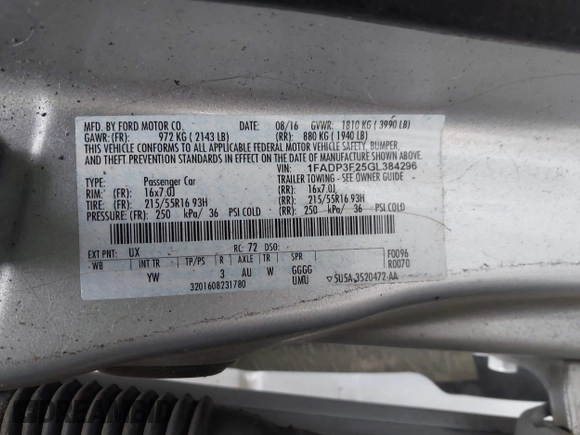 MFD. BY FORD MOTOR CO. DATE: 08/16 GVWR: 1810 KG ( 3990 LB)
GAWR:(FR): 972 KG ( 2143 LB) (RR): 880 KG ( 1940 LB)
THIS VEHICLE CONFORMS TO ALL APPLICABLE FEDERAL MOTOR VEHICLE SAFETY, BUMPER,
AND THEFT PREVENTION STANDARDS IN EFFECT ON THE DATE OF MANUFACTURE SHOWN ABOVE.
VIN: 1FADP3F25GL384296
TYPE: Passenger Car TRAILER TOWING - SEE OWNER GUIDE
RIM: (FR) 16x7.0J (RR) 16x7.0J
TIRE: (FR) 215/55R16 93H (RR) 215/55R16 93H
PRESSURE: (FR) 250 kPa/ 36 PSI COLD (RR) 250 kPa/ 36 PSI COLD
EXT PNT: UX RC: 72 DSO: F0096
WB INT TR TP/PS R AXLE TR SPR R0070
YW 3 AU W GGGG
3201608231780 UMU 5U5A-3520472-AA